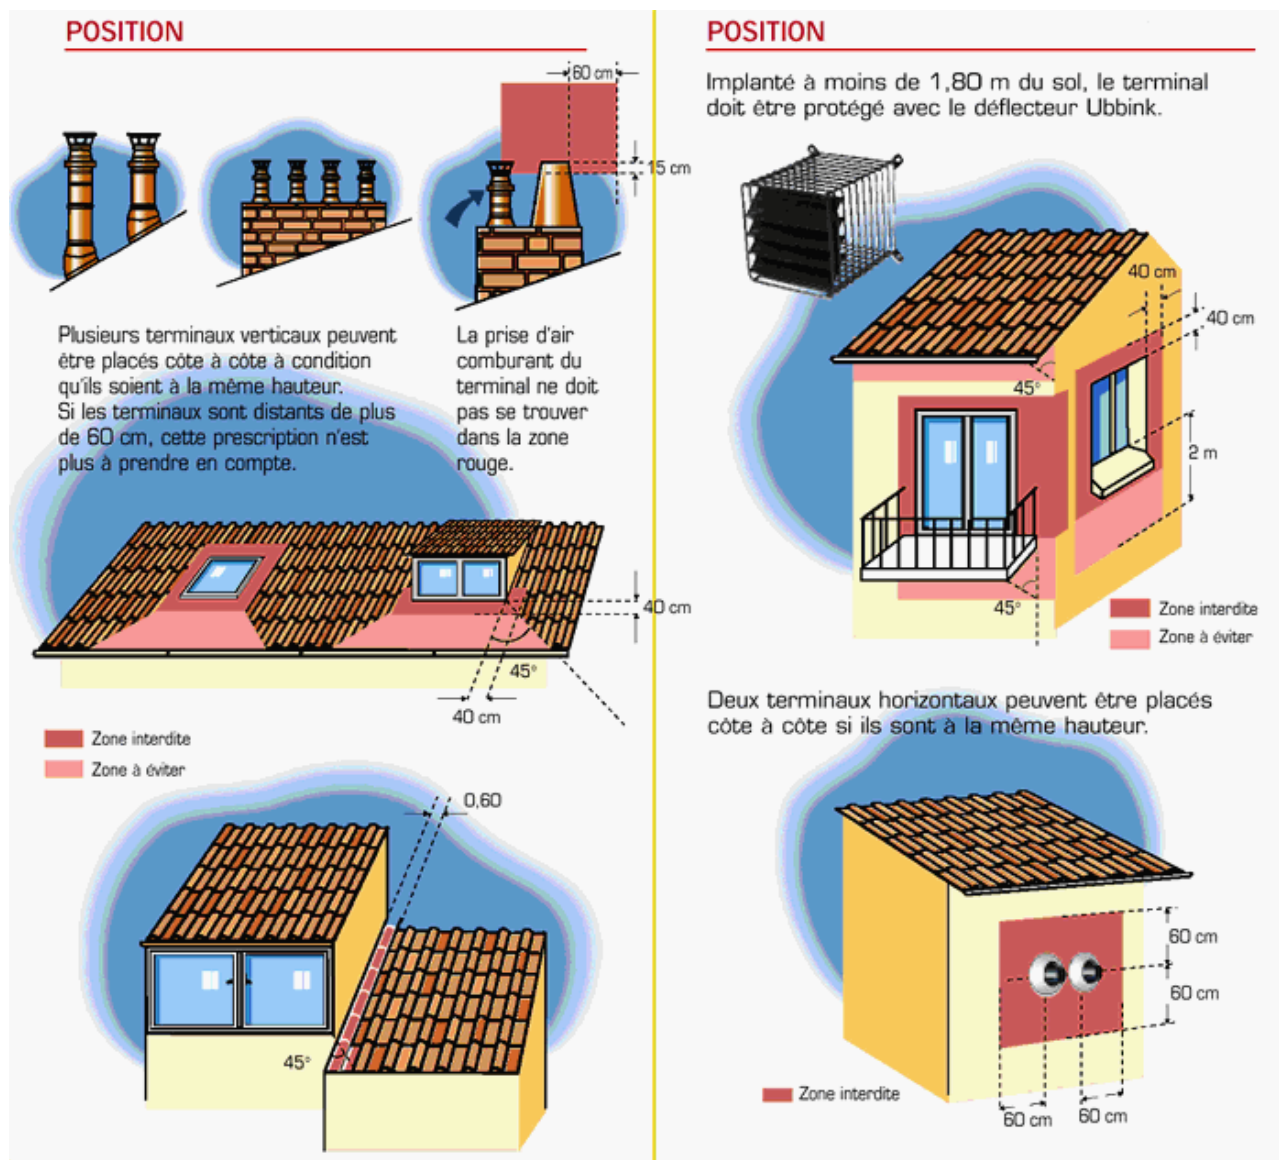 POSITION
60 cm
15 cm
Plusieurs terminaux verticaux peuvent
être placés côte à côte à condition
qu'ils soient à la même hauteur.
Si les terminaux sont distants de plus
de 60 cm, cette prescription n'est
plus à prendre en compte.
La prise d'air
comburant du
terminal ne doit
pas se trouver
dans la zone
rouge.
40 cm
45°
40 cm
Zone interdite
Zone à éviter
0,60
45°
POSITION
Implanté à moins de 1,80 m du sol, le terminal
doit être protégé avec le déflecteur Ubbink.
40 cm
40 cm
45°
2 m
45°
Zone interdite
Zone à éviter
Deux terminaux horizontaux peuvent être placés
côte à côte si ils sont à la même hauteur.
60 cm
60 cm
Zone interdite
60 cm
60 cm